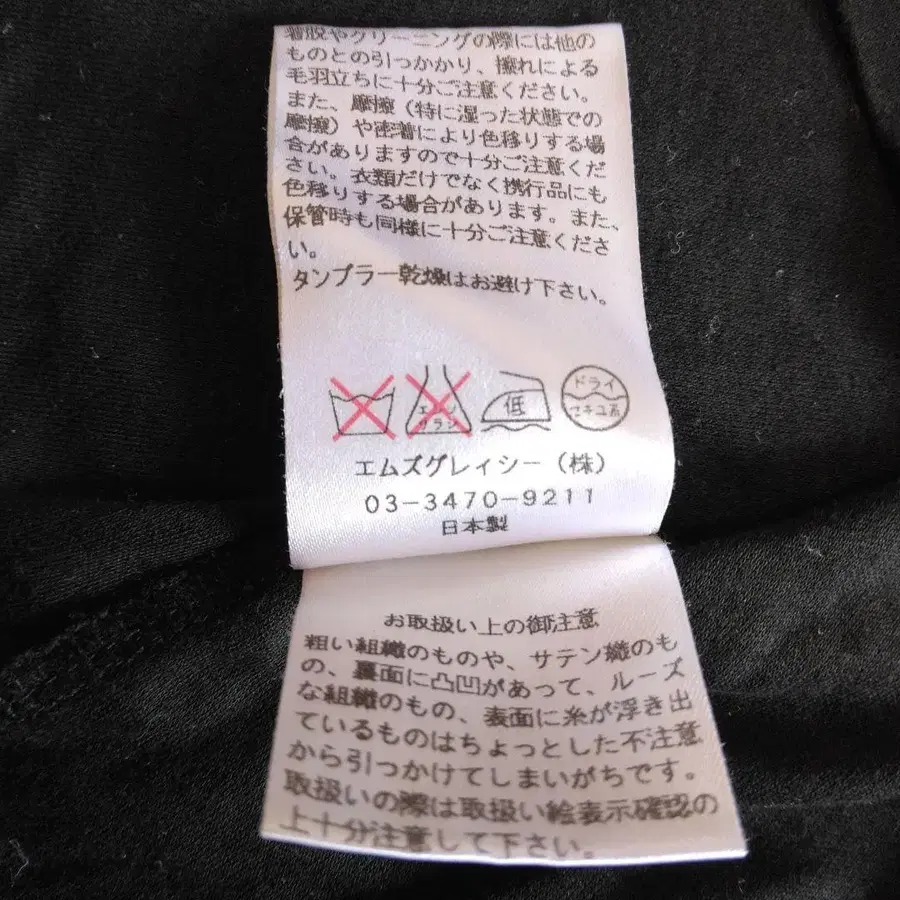 着脱やクリーニングの際には他の
ものとの引っかかり、擦れによる
毛羽立ちに十分ご注意ください。
また、摩擦（特に湿った状態での
摩擦）や密着により色移りする場
合がありますので十分ご注意くだ
さい。衣類だけでなく携行品にも
色移りする場合があります。また、
保管時も同様に十分ご注意くださ
い。
タンブラー乾燥はお避け下さい。
エンソ
サラシ
低
ドライ
セキユ系
エムズグレイシー（株）
03-3470-9211
日本製
お取扱い上の御注意
粗い組織のものや、サテン織のも
の、裏面に凸凹があって、ルーズ
な組織のもの、表面に糸が浮き出
ているものはちょっとした不注意
から引っかけてしまいがちです。
取扱いの際は取扱い絵表示確認の
上十分注意して下さい。